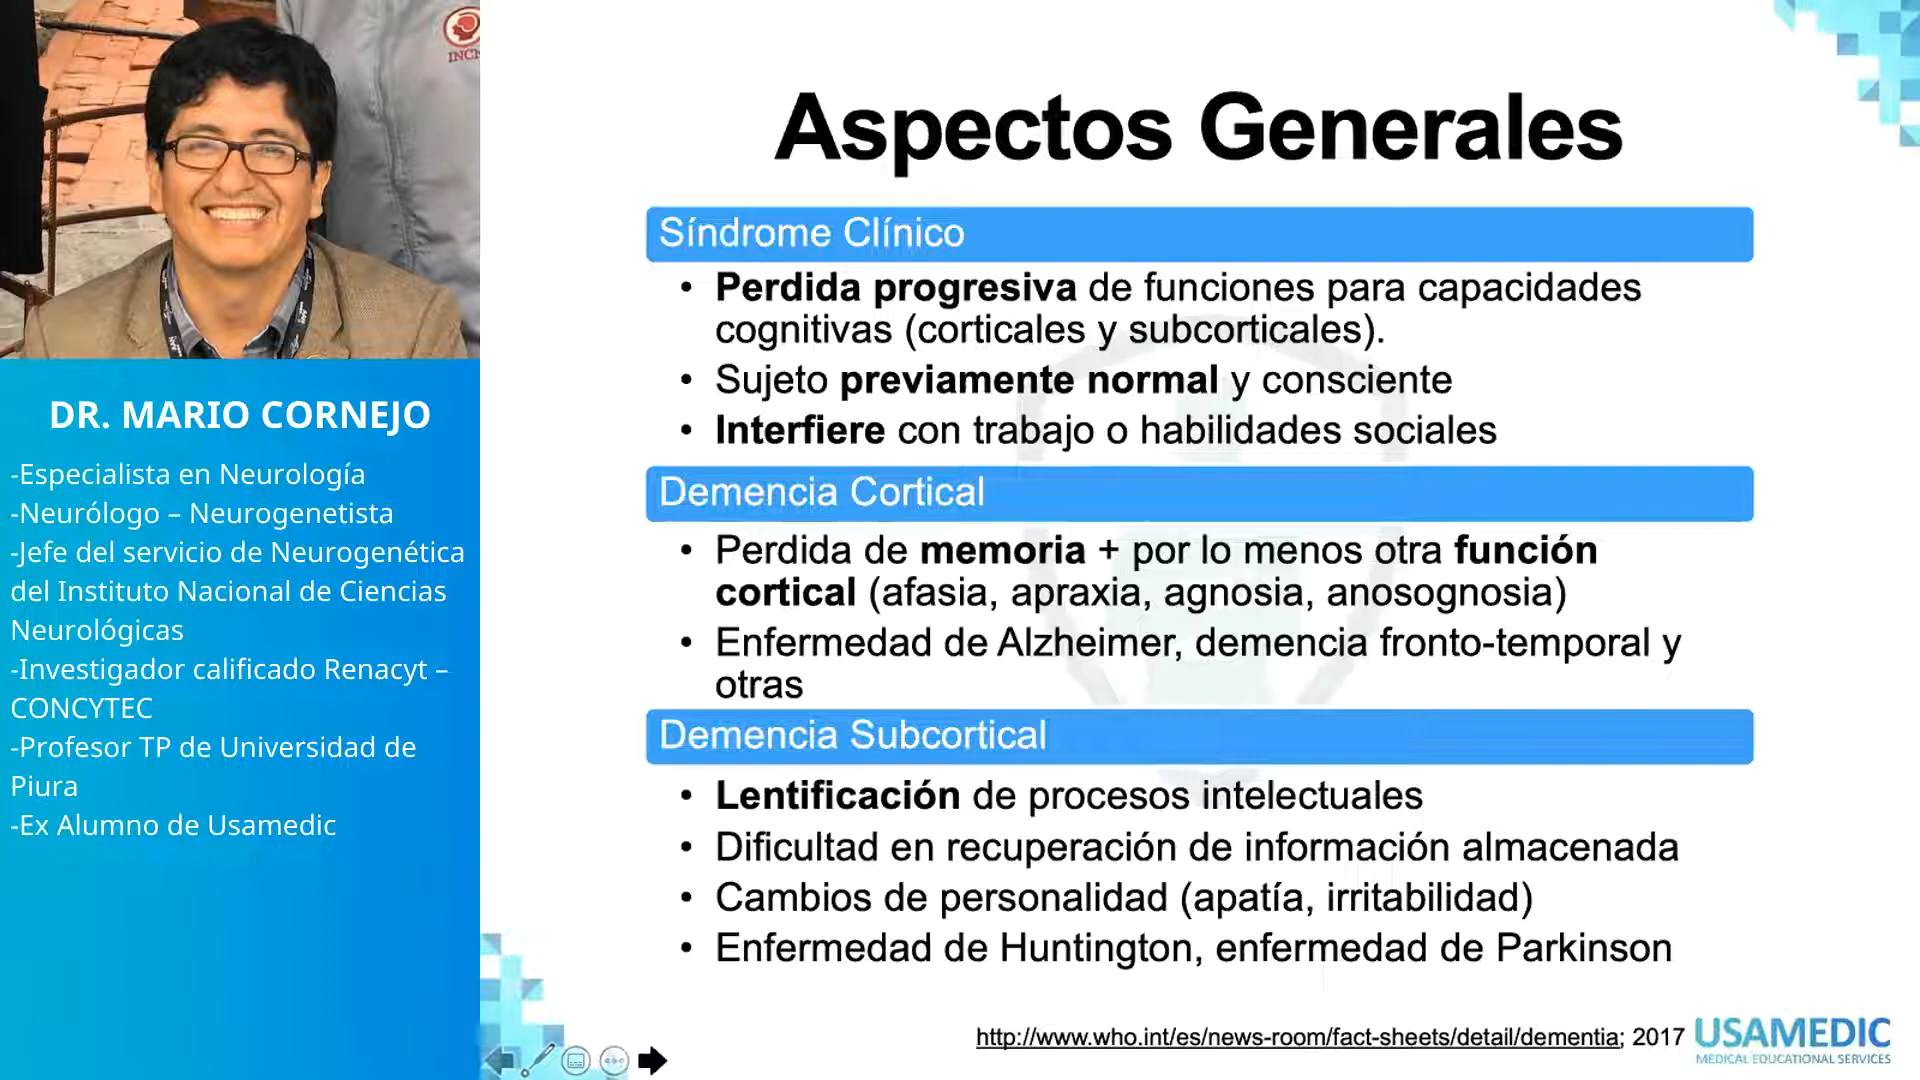 INCN
DR. MARIO CORNEJO
-Especialista en Neurología
-Neurólogo – Neurogenetista
-Jefe del servicio de Neurogenética
del Instituto Nacional de Ciencias
Neurológicas
-Investigador calificado Renacyt –
CONCYTEC
-Profesor TP de Universidad de
Piura
-Ex Alumno de Usamedic
Aspectos Generales
Síndrome Clínico
• Perdida progresiva de funciones para capacidades
cognitivas (corticales y subcorticales).
• Sujeto previamente normal y consciente
• Interfiere con trabajo o habilidades sociales
Demencia Cortical
• Perdida de memoria + por lo menos otra función
cortical (afasia, apraxia, agnosia, anosognosia)
• Enfermedad de Alzheimer, demencia fronto-temporal y
otras
Demencia Subcortical
• Lentificación de procesos intelectuales
• Dificultad en recuperación de información almacenada
• Cambios de personalidad (apatía, irritabilidad)
• Enfermedad de Huntington, enfermedad de Parkinson
http://www.who.int/es/news-room/fact-sheets/detail/dementia; 2017
USAMEDIC
MEDICAL EDUCATIONAL SERVICES